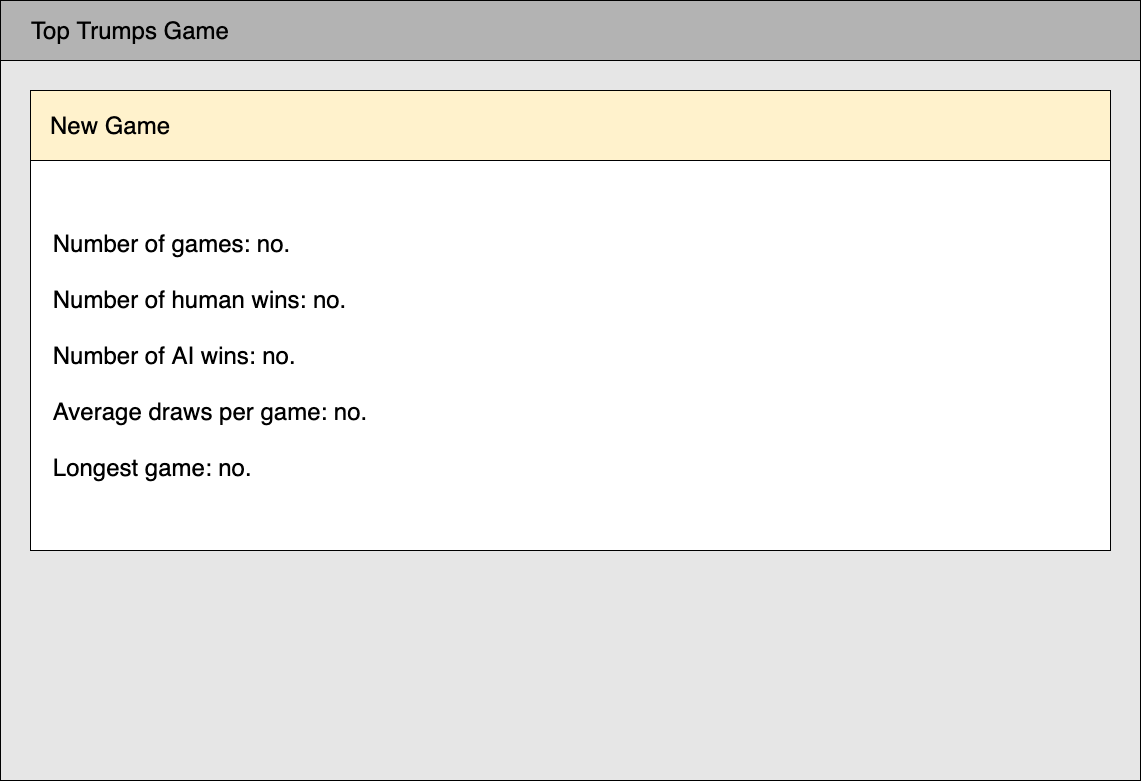 Top Trumps Game
New Game
Number of games: no.
Number of human wins: no.
Number of AI wins: no.
Average draws per game: no.
Longest game: no.